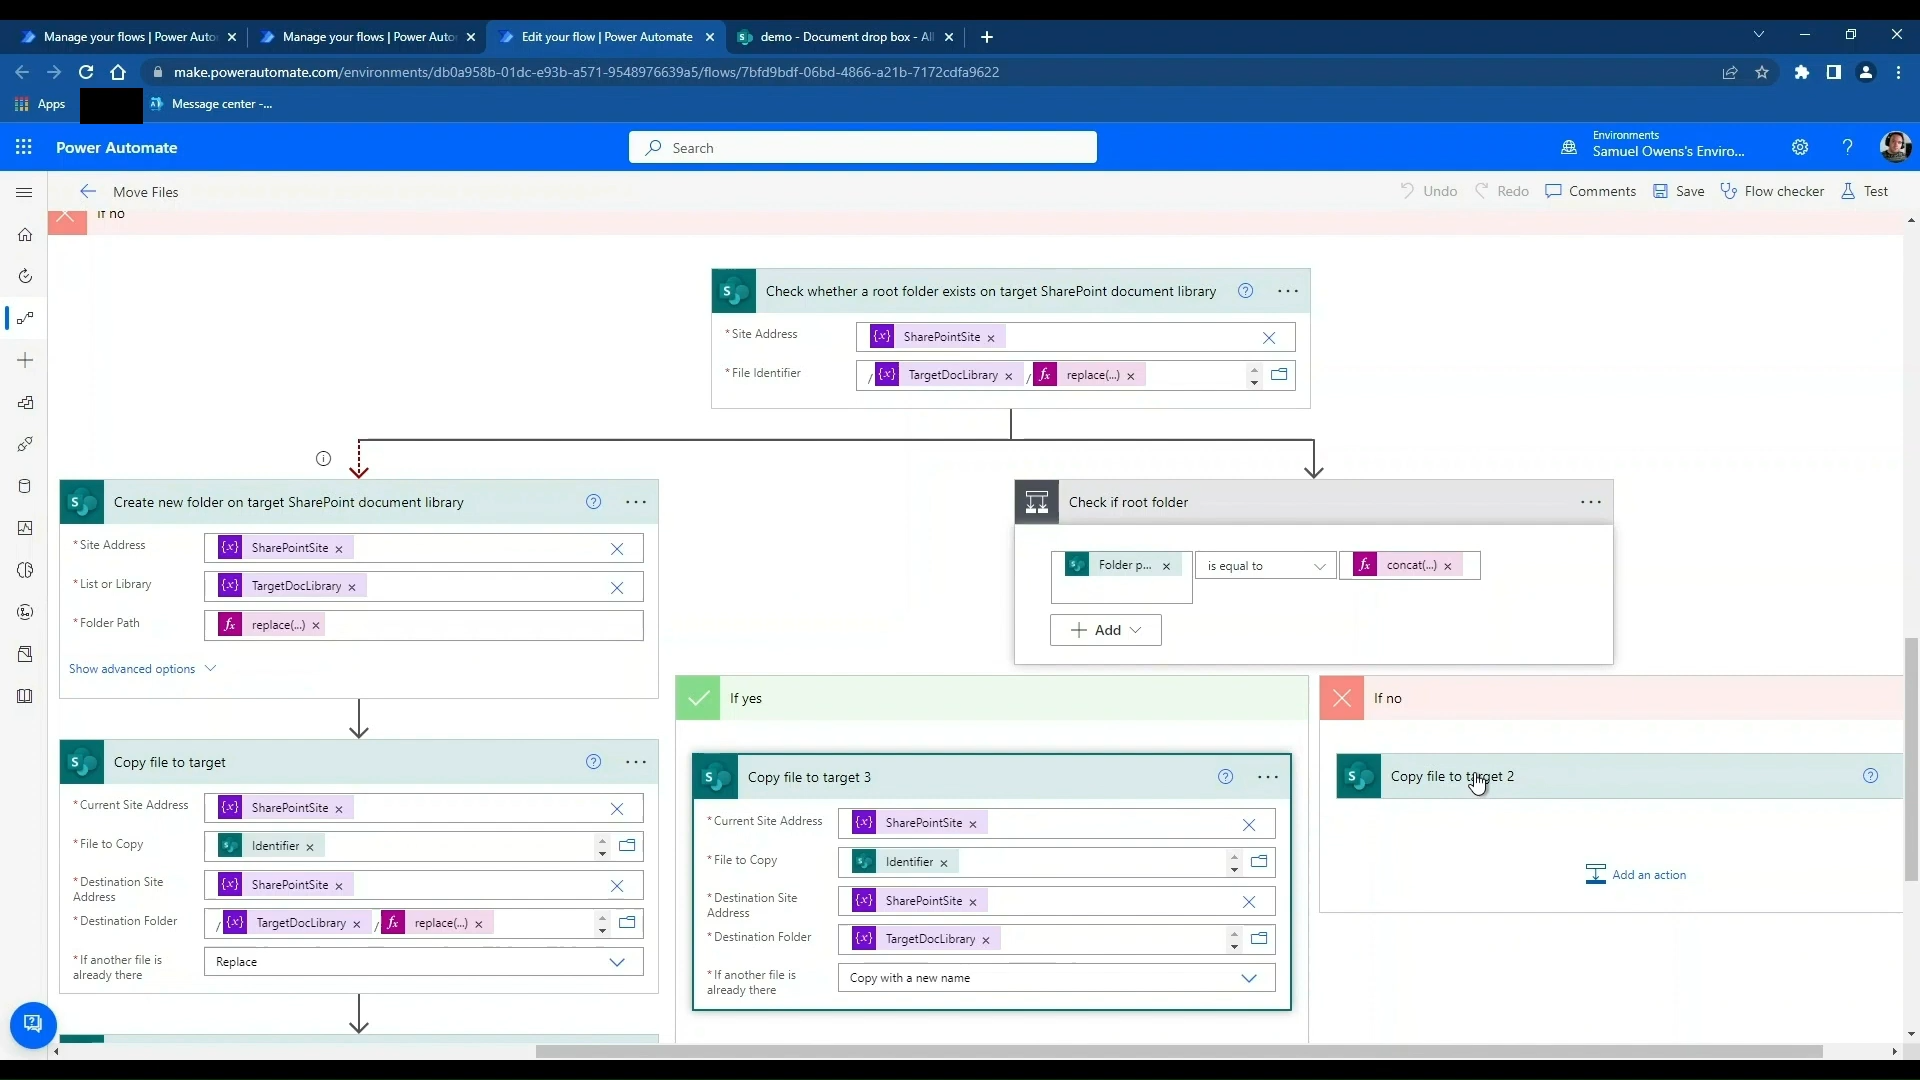 Manage your flows | Power Auto
Manage your flows | Power Auto
Edit your flow | Power Automate
demo - Document drop box - All
make.powerautomate.com/environments/db0a958b-01dc-e93b-a571-9548976639a5/flows/7bfd9bdf-06bd-4866-a21b-7172cdfa9622
Apps
Message center -...
Power Automate
Search
Environments
Samuel Owens's Enviro...
Move Files
Undo
Redo
Comments
Save
Flow checker
Test
If no
Check whether a root folder exists on target SharePoint document library
* Site Address
{x} SharePointSite
* File Identifier
/ {x} TargetDocLibrary / fx replace(...)
Create new folder on target SharePoint document library
* Site Address
{x} SharePointSite
* List or Library
{x} TargetDocLibrary
* Folder Path
fx replace(...)
Show advanced options
Check if root folder
Folder p...
is equal to
fx concat(...)
Add
If yes
If no
Copy file to target
* Current Site Address
{x} SharePointSite
* File to Copy
Identifier
* Destination Site
Address
{x} SharePointSite
* Destination Folder
/ {x} TargetDocLibrary / fx replace(...)
* If another file is
already there
Replace
Copy file to target 3
* Current Site Address
{x} SharePointSite
* File to Copy
Identifier
* Destination Site
Address
{x} SharePointSite
* Destination Folder
{x} TargetDocLibrary
* If another file is
already there
Copy with a new name
Copy file to target 2
Add an action